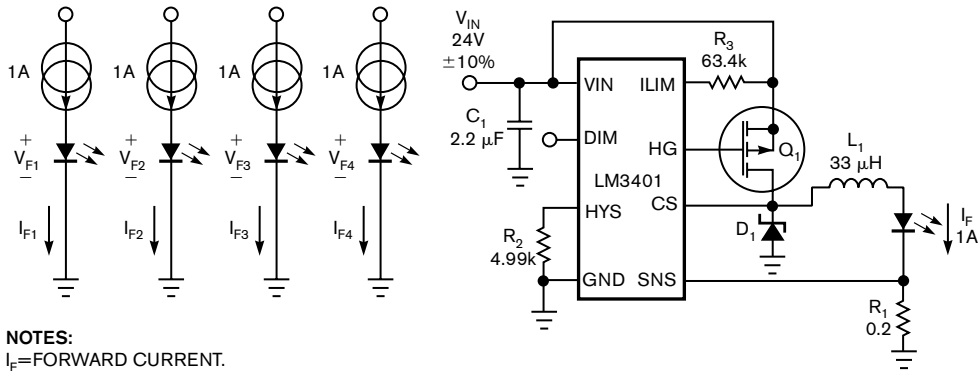 1A
1A
1A
1A
+
V_F1
–
+
V_F2
–
+
V_F3
–
+
V_F4
–
I_F1
I_F2
I_F3
I_F4
NOTES:
I_F=FORWARD CURRENT.
V_IN
24V
±10%
C_1
2.2 μF
VIN
ILIM
R_3
63.4k
DIM
HG
Q_1
LM3401
CS
L_1
33 μH
HYS
D_1
I_F
1A
R_2
4.99k
GND
SNS
R_1
0.2